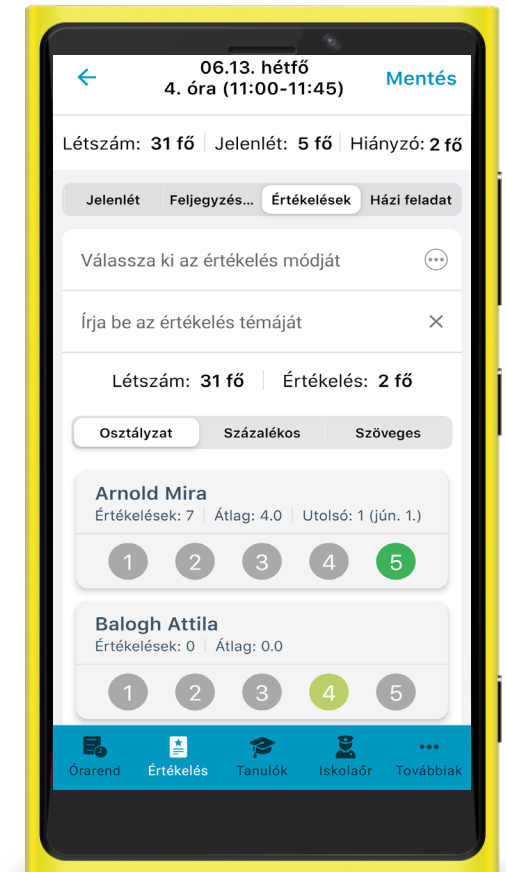 06.13. hétfő
4. óra (11:00-11:45)
Mentés
Létszám: 31 fő Jelenlét: 5 fő Hiányzó: 2 fő
Jelenlét Feljegyzés... Értékelések Házi feladat
Válassza ki az értékelés módját
Írja be az értékelés témáját
Létszám: 31 fő Értékelés: 2 fő
Osztályzat Százalékos Szöveges
Arnold Mira
Értékelések: 7 Átlag: 4.0 Utolsó: 1 (jún. 1.)
1 2 3 4 5
Balogh Attila
Értékelések: 0 Átlag: 0.0
1 2 3 4 5
Órarend Értékelés Tanulók Iskolaőr Továbbiak